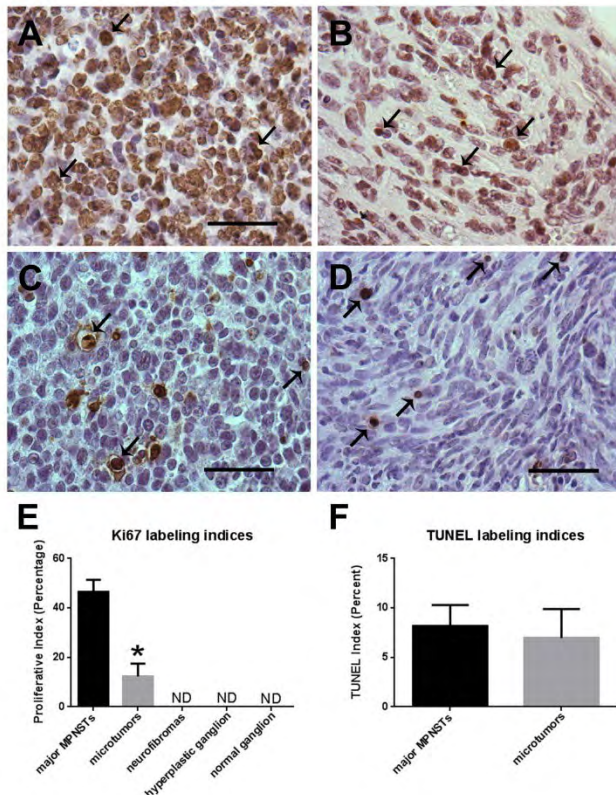 A
B
C
D
E
Ki67 labeling indices
Proliferative Index (Percentage)
60
40
20
0
*
ND
ND
ND
major MPNSTs
microtumors
neurofibromas
hyperplastic ganglion
normal ganglion
F
TUNEL labeling indices
TUNEL Index (Percent)
15
10
5
0
major MPNSTs
microtumors